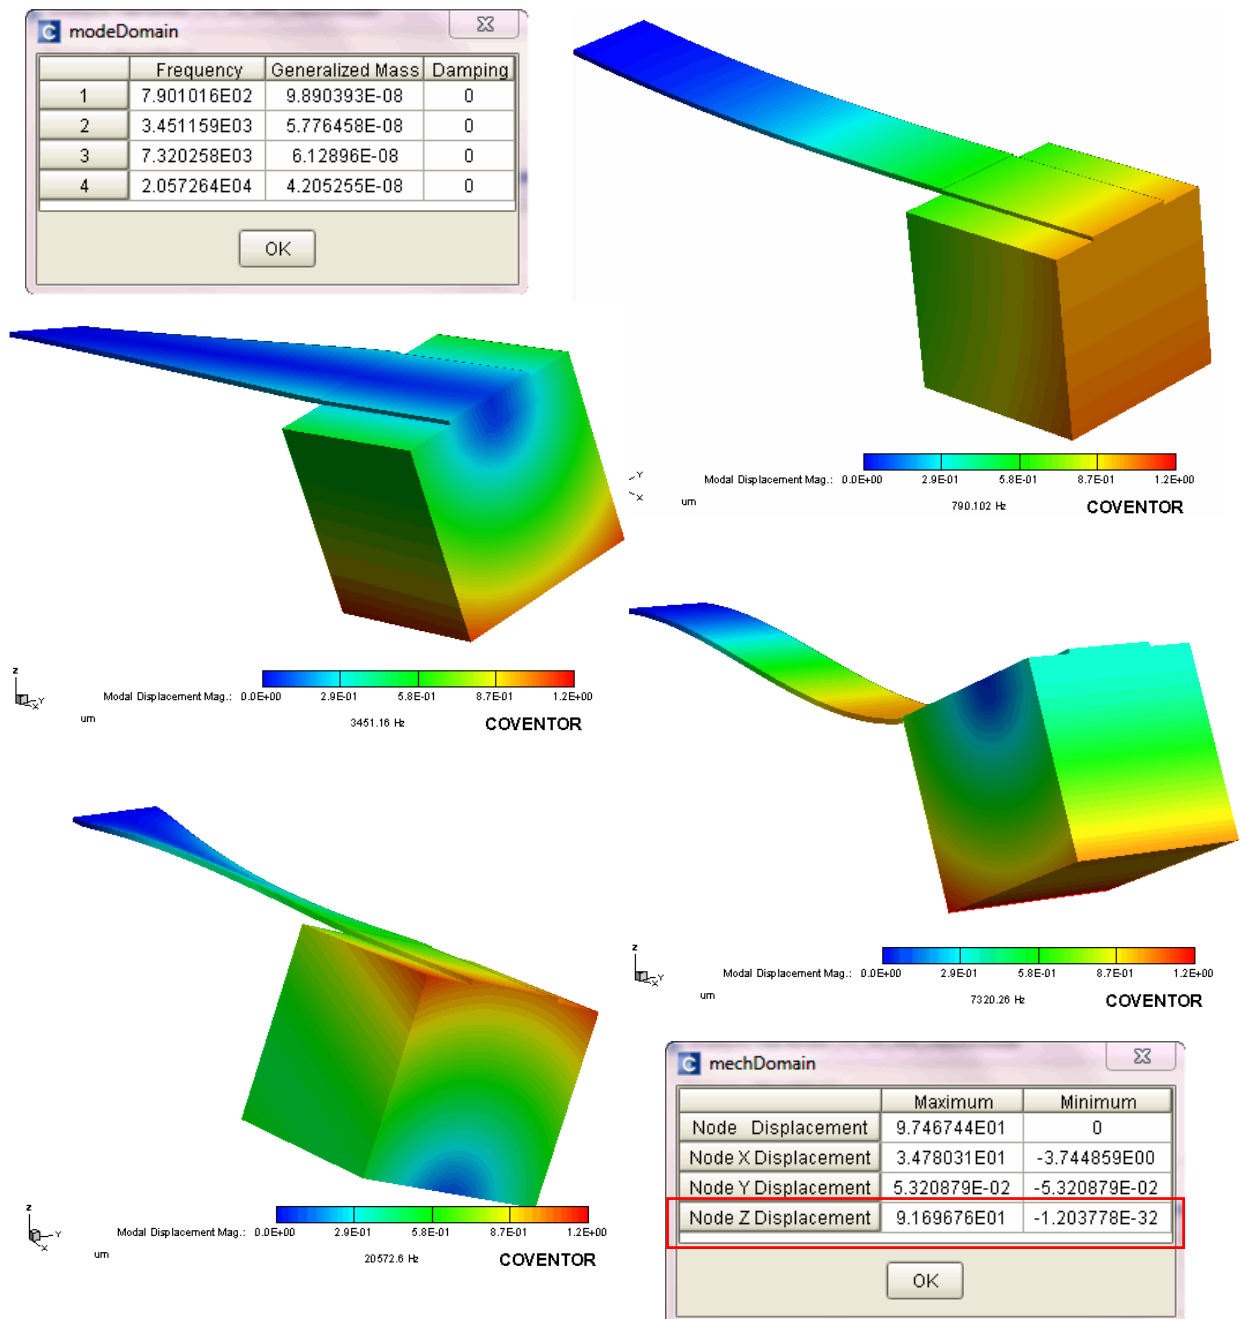 modeDomain
Frequency Generalized Mass Damping
1 7.901016E02 9.890393E-08 0
2 3.451159E03 5.776458E-08 0
3 7.320258E03 6.12896E-08 0
4 2.057264E04 4.205255E-08 0
OK
Y
X
Modal Displacement Mag.: 0.0E+00 2.9E-01 5.8E-01 8.7E-01 1.2E+00
um
790.102 Hz
COVENTOR
Z
Y
X
Modal Displacement Mag.: 0.0E+00 2.9E-01 5.8E-01 8.7E-01 1.2E+00
um
3451.16 Hz
COVENTOR
Z
Y
X
Modal Displacement Mag.: 0.0E+00 2.9E-01 5.8E-01 8.7E-01 1.2E+00
um
7320.26 Hz
COVENTOR
Z
Y
X
Modal Displacement Mag.: 0.0E+00 2.9E-01 5.8E-01 8.7E-01 1.2E+00
um
20572.6 Hz
COVENTOR
mechDomain
Maximum Minimum
Node Displacement 9.746744E01 0
Node X Displacement 3.478031E01 -3.744859E00
Node Y Displacement 5.320879E-02 -5.320879E-02
Node Z Displacement 9.169676E01 -1.203778E-32
OK